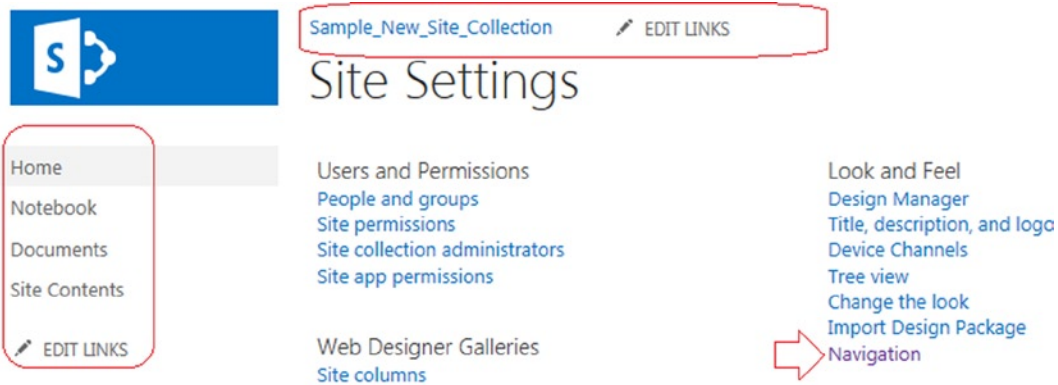 S
Sample_New_Site_Collection EDIT LINKS
Site Settings
Home
Notebook
Documents
Site Contents
EDIT LINKS
Users and Permissions
People and groups
Site permissions
Site collection administrators
Site app permissions
Web Designer Galleries
Site columns
Look and Feel
Design Manager
Title, description, and logo
Device Channels
Tree view
Change the look
Import Design Package
Navigation